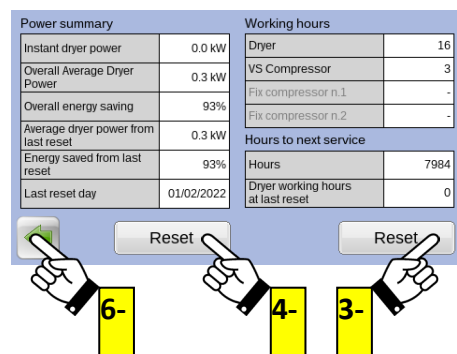 Power summary
Instant dryer power 0.0 kW
Overall Average Dryer
Power 0.3 kW
Overall energy saving 93%
Average dryer power from
last reset 0.3 kW
Energy saved from last
reset 93%
Last reset day 01/02/2022
Working hours
Dryer 16
VS Compressor 3
Fix compressor n.1 -
Fix compressor n.2 -
Hours to next service
Hours 7984
Dryer working hours
at last reset 0
Reset
Reset
6-
4-
3-